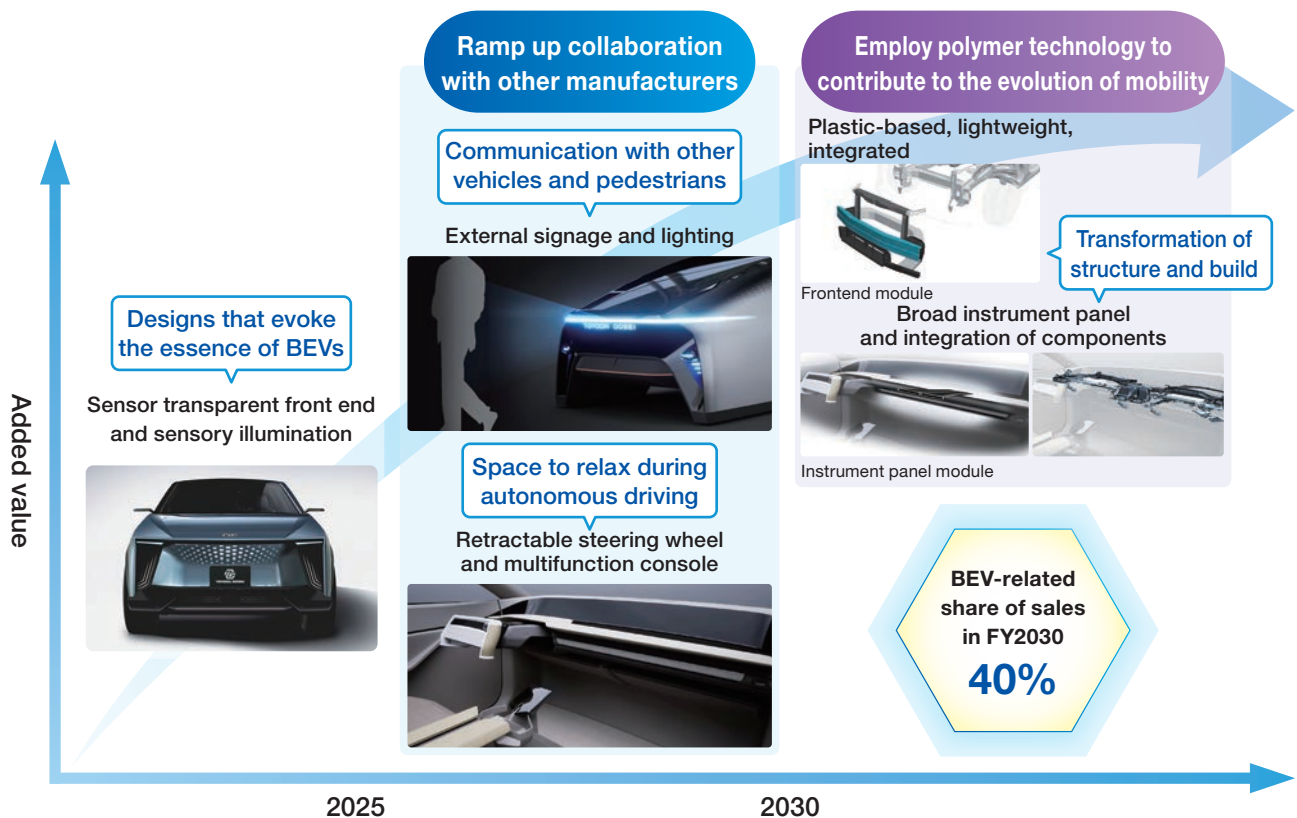 Ramp up collaboration
with other manufacturers
Employ polymer technology to
contribute to the evolution of mobility
Communication with other
vehicles and pedestrians
External signage and lighting
Plastic-based, lightweight,
integrated
Frontend module
Transformation of
structure and build
Broad instrument panel
and integration of components
Instrument panel module
Designs that evoke
the essence of BEVs
Sensor transparent front end
and sensory illumination
Space to relax during
autonomous driving
Retractable steering wheel
and multifunction console
BEV-related
share of sales
in FY2030
40%
Added value
2025
2030